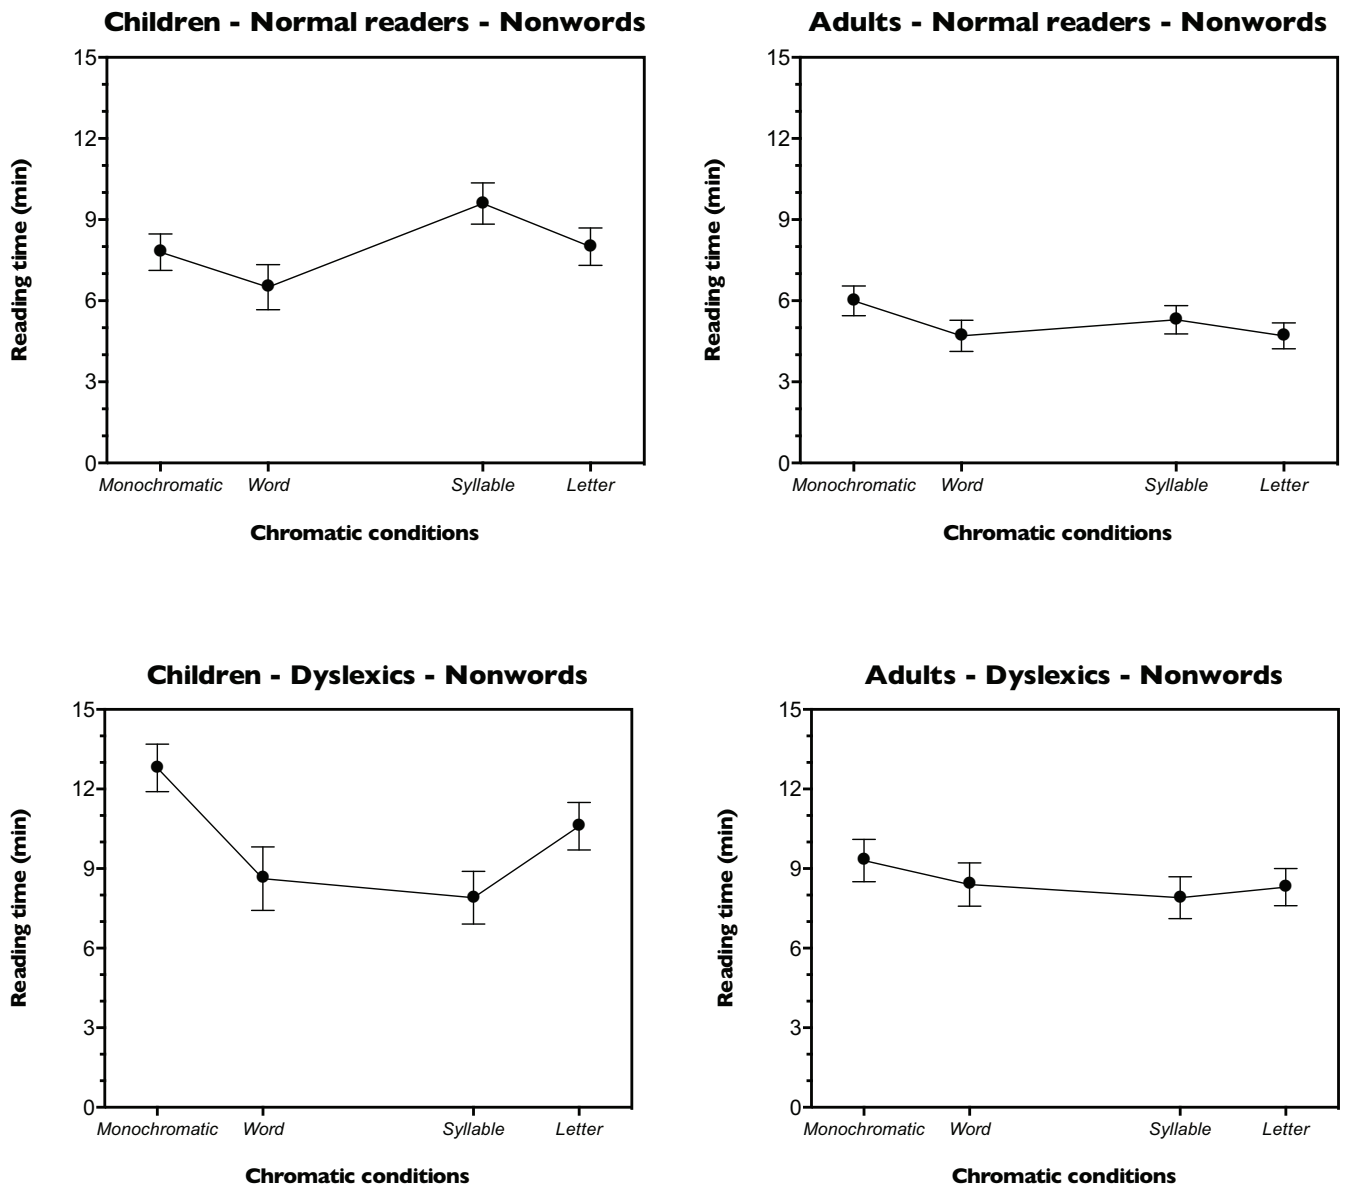 Children - Normal readers - Nonwords
15
12
9
6
3
0
Reading time (min)
Monochromatic Word Syllable Letter
Chromatic conditions
Adults - Normal readers - Nonwords
15
12
9
6
3
0
Reading time (min)
Monochromatic Word Syllable Letter
Chromatic conditions
Children - Dyslexics - Nonwords
15
12
9
6
3
0
Reading time (min)
Monochromatic Word Syllable Letter
Chromatic conditions
Adults - Dyslexics - Nonwords
15
12
9
6
3
0
Reading time (min)
Monochromatic Word Syllable Letter
Chromatic conditions